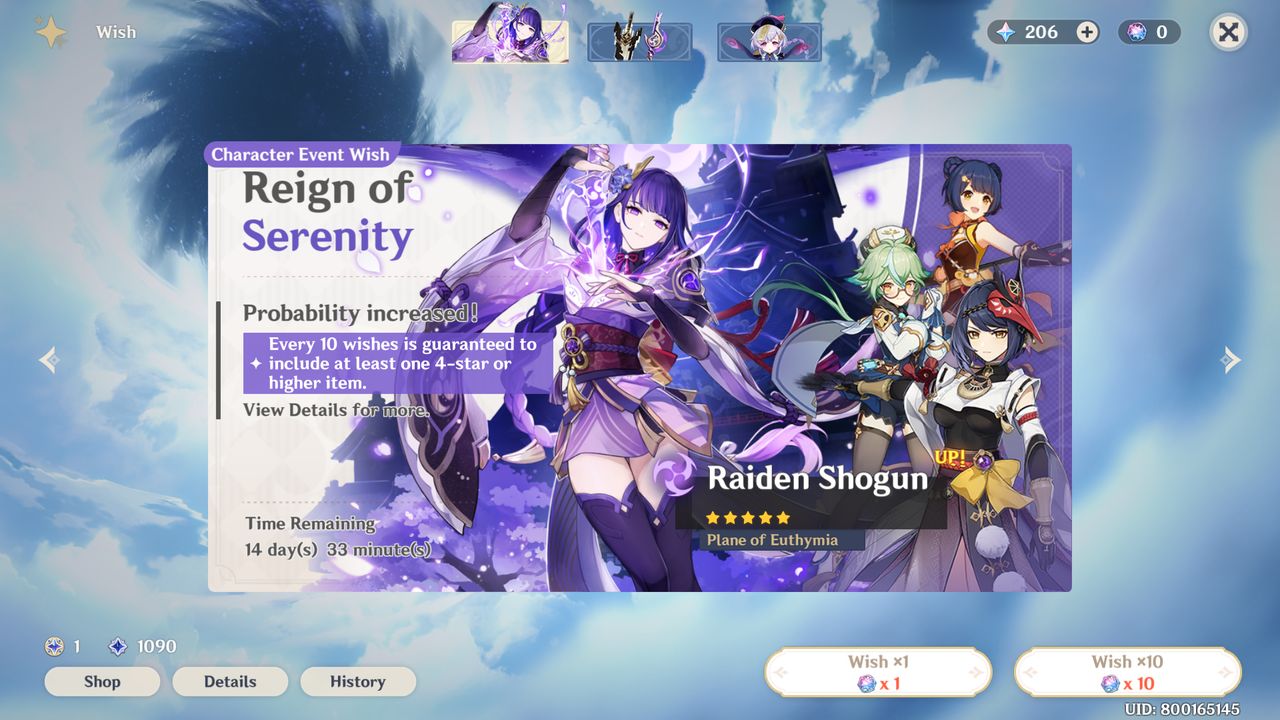 Wish
206
0
Character Event Wish
Reign of
Serenity
Probability increased!
Every 10 wishes is guaranteed to
include at least one 4-star or
higher item.
View Details for more.
UP!
Raiden Shogun
Plane of Euthymia
Time Remaining
14 day(s) 33 minute(s)
1 1090
Shop Details History
Wish ×1
x 1
Wish ×10
x 10
UID: 800165145